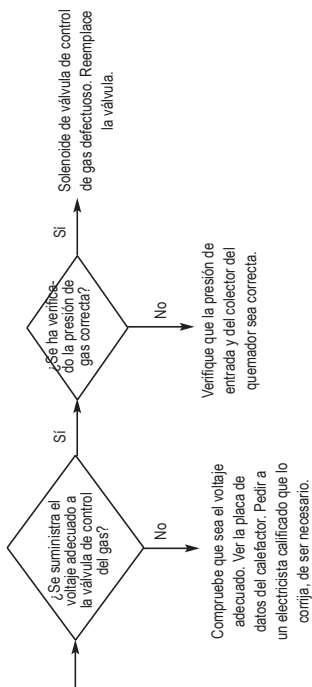 ¿Se suministra el
voltaje adecuado a
la válvula de control
del gas?
Sí
No
Compruebe que sea el voltaje
adecuado. Ver la placa de
datos del calefactor. Pedir a
un electricista calificado que lo
corrija, de ser necesario.
¿Se ha verifica-
do la presión de
gas correcta?
Sí
No
Verifique que la presión de
entrada y del colector del
quemador sea correcta.
Solenoide de válvula de control
de gas defectuoso. Reemplace
la válvula.